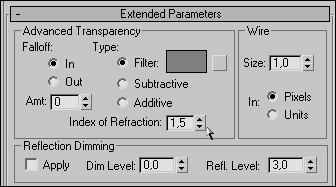 - Extended Parameters
Advanced Transparency
Wire
Falloff: Type:
In Filter:
Size: 1,0
Out Subtractive
In: Pixels
Amt: 0 Additive
Units
Index of Refraction: 1,5
Reflection Dimming
Apply Dim Level: 0,0 Refl. Level: 3,0